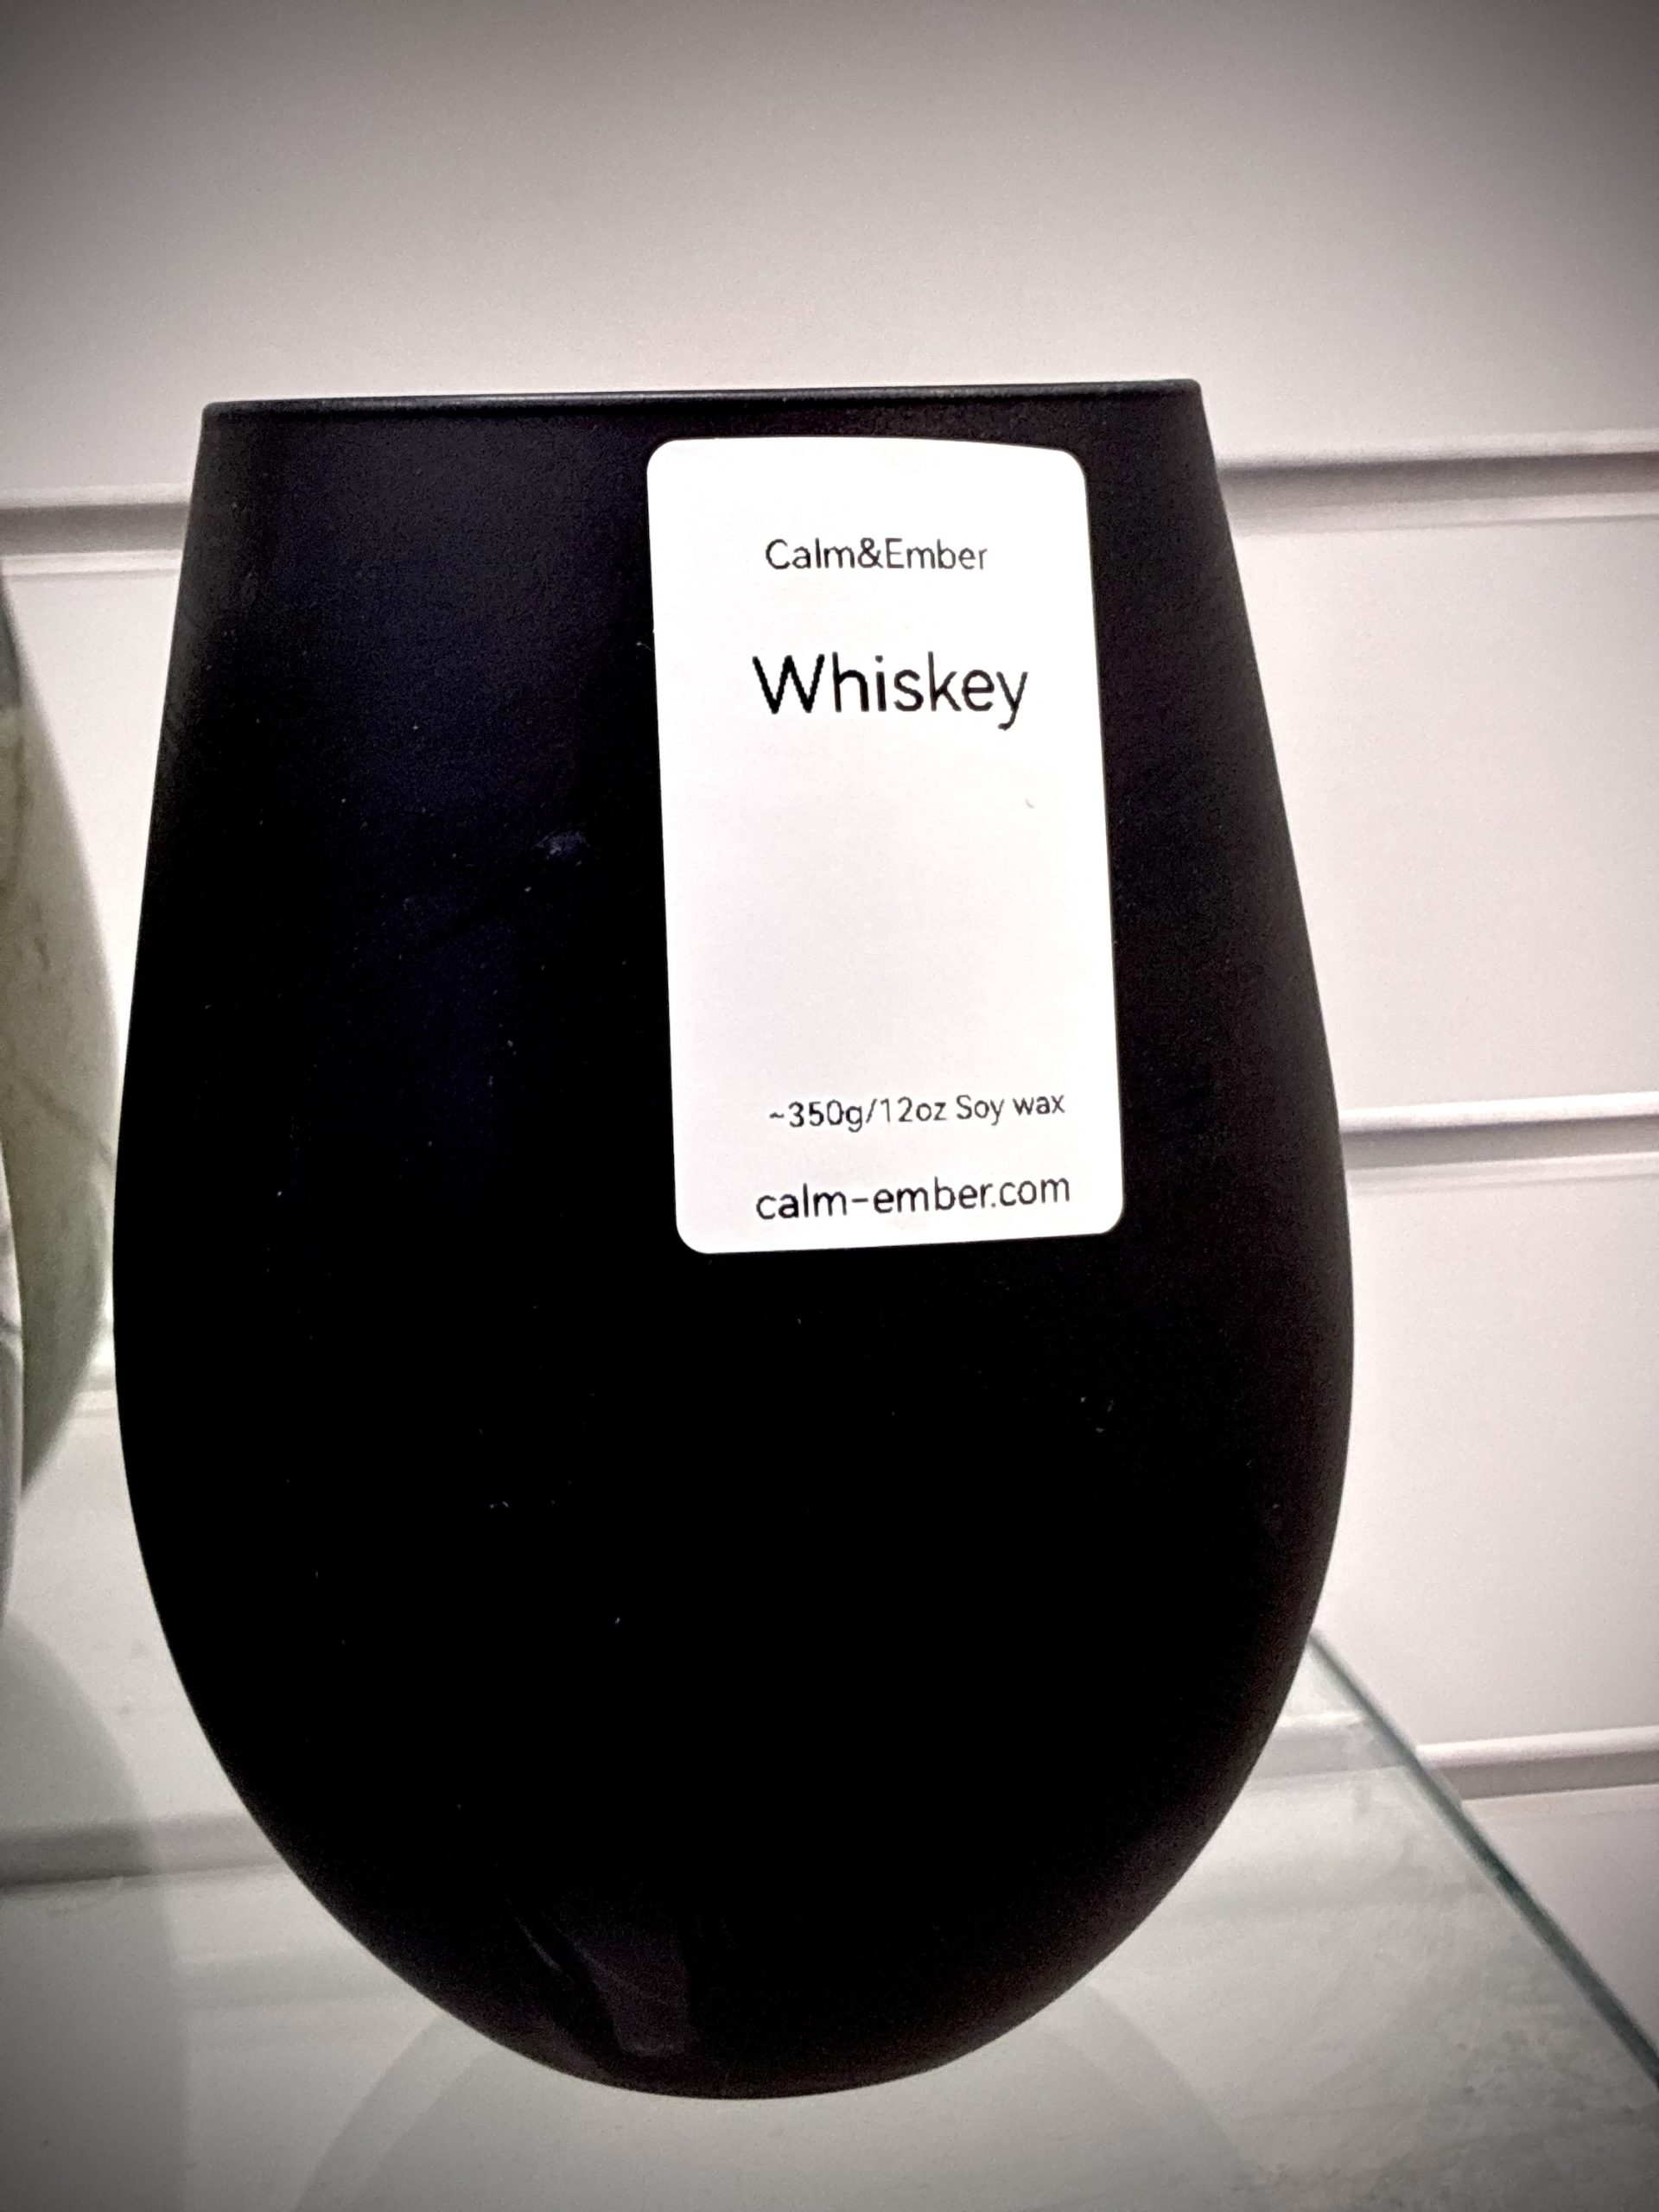 Calm&Ember
Whiskey
~350g/12oz Soy wax
calm-ember.com